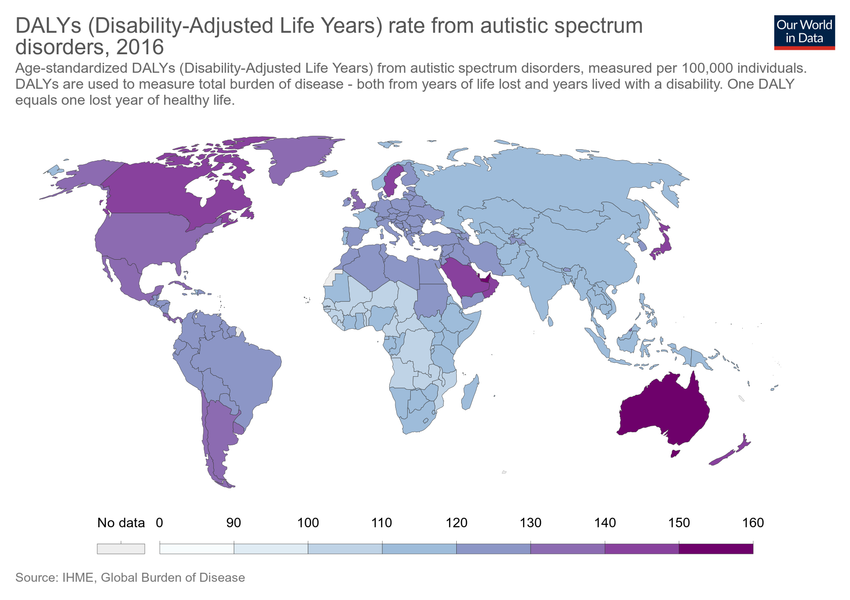 DALYs (Disability-Adjusted Life Years) rate from autistic spectrum
disorders, 2016
Our World
in Data
Age-standardized DALYs (Disability-Adjusted Life Years) from autistic spectrum disorders, measured per 100,000 individuals.
DALYs are used to measure total burden of disease - both from years of life lost and years lived with a disability. One DALY
equals one lost year of healthy life.
No data 0 90 100 110 120 130 140 150 160
Source: IHME, Global Burden of Disease